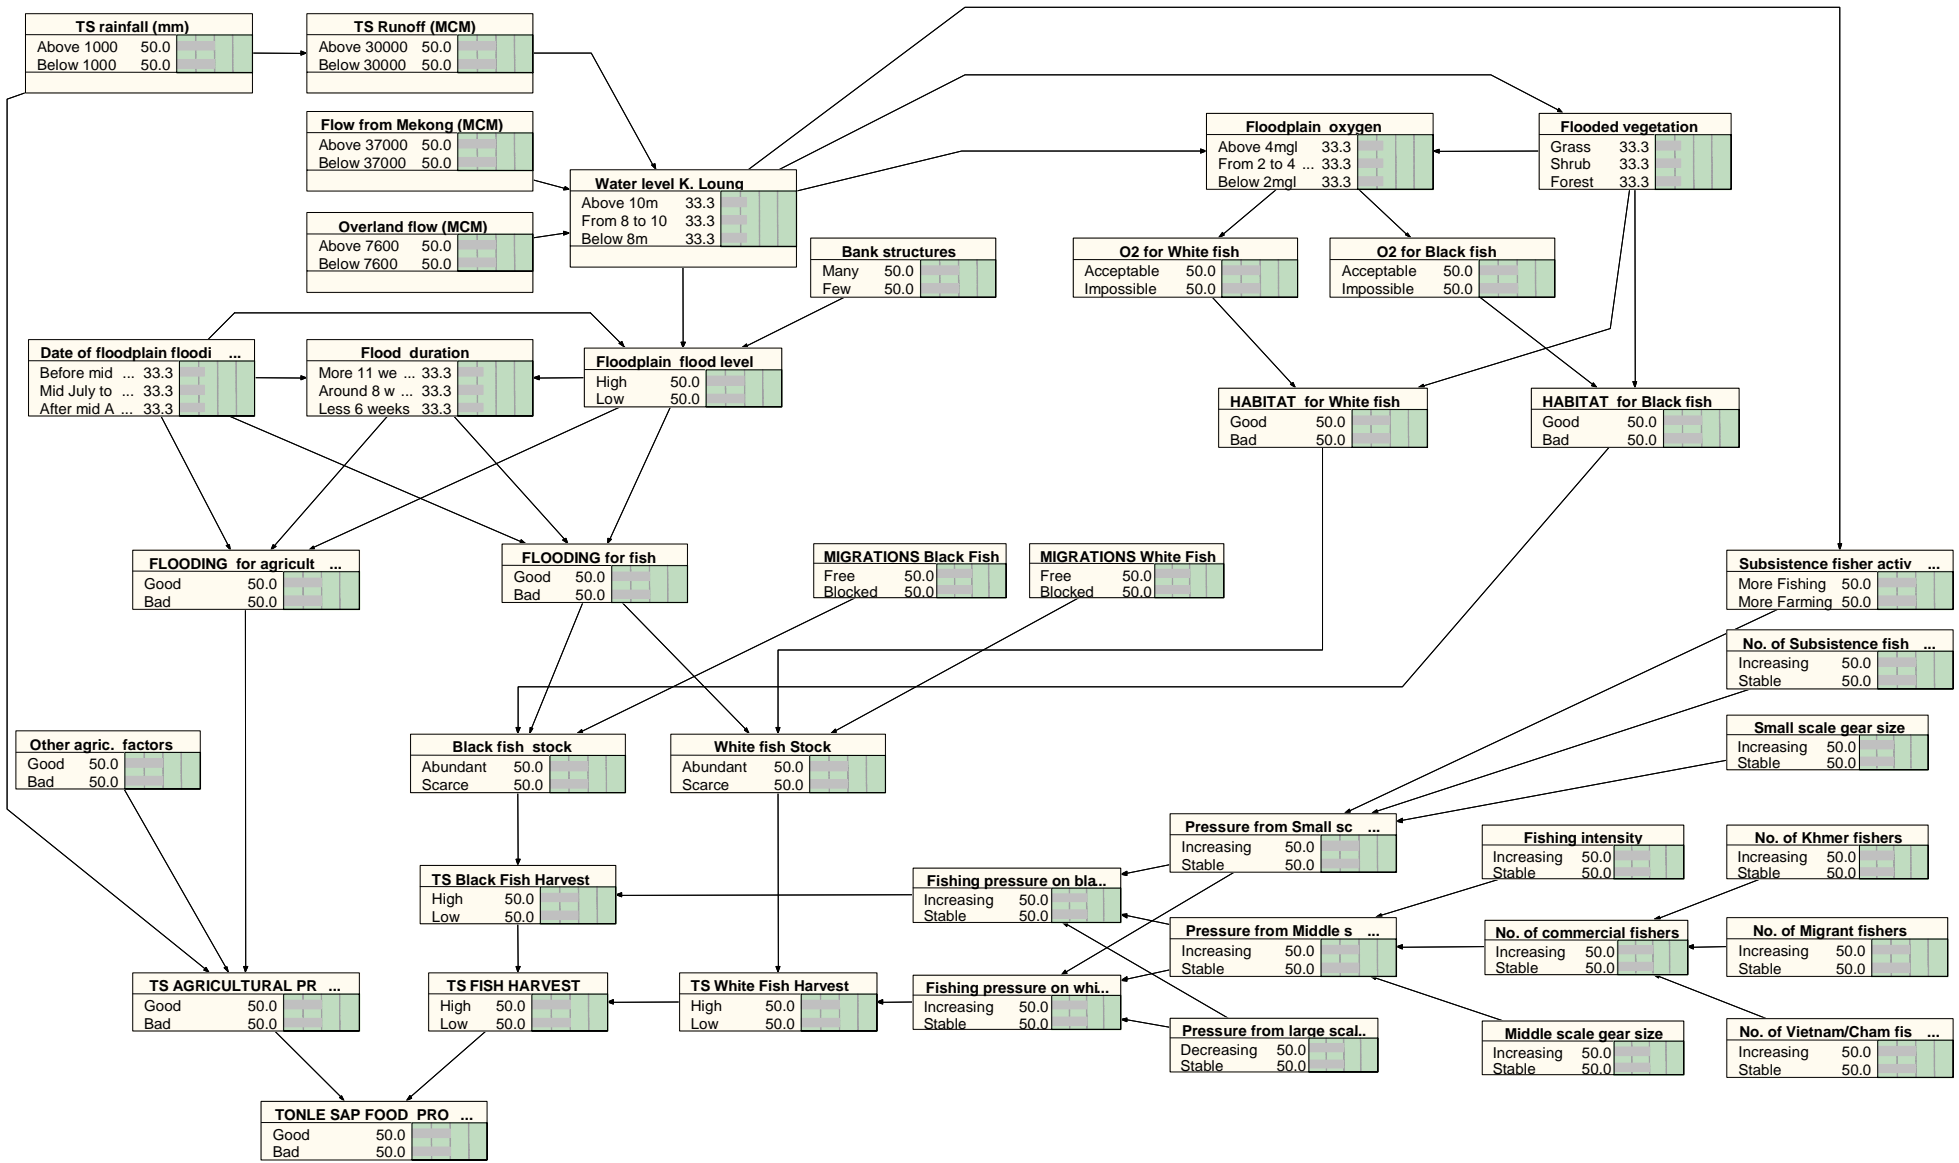 TS rainfall (mm)
Above 1000 50.0
Below 1000 50.0
TS Runoff (MCM)
Above 30000 50.0
Below 30000 50.0
Flow from Mekong (MCM)
Above 37000 50.0
Below 37000 50.0
Overland flow (MCM)
Above 7600 50.0
Below 7600 50.0
Water level K. Loung
Above 10m 33.3
From 8 to 10 33.3
Below 8m 33.3
Bank structures
Many 50.0
Few 50.0
Floodplain oxygen
Above 4mgl 33.3
From 2 to 4 ... 33.3
Below 2mgl 33.3
Flooded vegetation
Grass 33.3
Shrub 33.3
Forest 33.3
O2 for White fish
Acceptable 50.0
Impossible 50.0
O2 for Black fish
Acceptable 50.0
Impossible 50.0
Date of floodplain floodi ...
Before mid ... 33.3
Mid July to ... 33.3
After mid A ... 33.3
Flood duration
More 11 we ... 33.3
Around 8 w ... 33.3
Less 6 weeks 33.3
Floodplain flood level
High 50.0
Low 50.0
HABITAT for White fish
Good 50.0
Bad 50.0
HABITAT for Black fish
Good 50.0
Bad 50.0
FLOODING for agricult ...
Good 50.0
Bad 50.0
FLOODING for fish
Good 50.0
Bad 50.0
MIGRATIONS Black Fish
Free 50.0
Blocked 50.0
MIGRATIONS White Fish
Free 50.0
Blocked 50.0
Subsistence fisher activ ...
More Fishing 50.0
More Farming 50.0
No. of Subsistence fish ...
Increasing 50.0
Stable 50.0
Small scale gear size
Increasing 50.0
Stable 50.0
Other agric. factors
Good 50.0
Bad 50.0
Black fish stock
Abundant 50.0
Scarce 50.0
White fish Stock
Abundant 50.0
Scarce 50.0
Pressure from Small sc ...
Increasing 50.0
Stable 50.0
Fishing intensity
Increasing 50.0
Stable 50.0
No. of Khmer fishers
Increasing 50.0
Stable 50.0
TS Black Fish Harvest
High 50.0
Low 50.0
Fishing pressure on bla...
Increasing 50.0
Stable 50.0
Pressure from Middle s ...
Increasing 50.0
Stable 50.0
No. of commercial fishers
Increasing 50.0
Stable 50.0
No. of Migrant fishers
Increasing 50.0
Stable 50.0
TS AGRICULTURAL PR ...
Good 50.0
Bad 50.0
TS FISH HARVEST
High 50.0
Low 50.0
TS White Fish Harvest
High 50.0
Low 50.0
Fishing pressure on whi...
Increasing 50.0
Stable 50.0
Pressure from large scal..
Decreasing 50.0
Stable 50.0
Middle scale gear size
Increasing 50.0
Stable 50.0
No. of Vietnam/Cham fis ...
Increasing 50.0
Stable 50.0
TONLE SAP FOOD PRO ...
Good 50.0
Bad 50.0